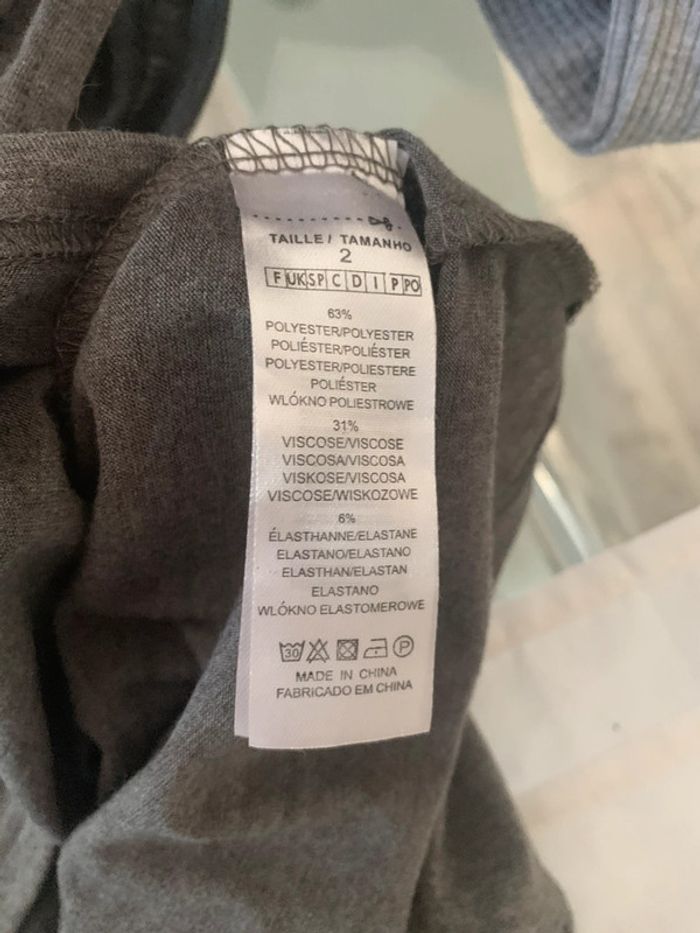 TAILLE / TAMANHO
2
F UK SP C D I P PO
63%
POLYESTER/POLYESTER
POLIÉSTER/POLIÉSTER
POLYESTER/POLIESTERE
POLIÉSTER
WLÓKNO POLIESTROWE
31%
VISCOSE/VISCOSE
VISCOSA/VISCOSA
VISKOSE/VISCOSA
VISCOSE/WISKOZOWE
6%
ÉLASTHANNE/ELASTANE
ELASTANO/ELASTANO
ELASTHAN/ELASTAN
ELASTANO
WLÓKNO ELASTOMEROWE
30 P
MADE IN CHINA
FABRICADO EM CHINA